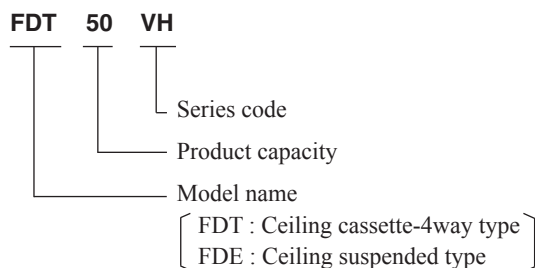 FDT 50 VH
Series code
Product capacity
Model name
FDT : Ceiling cassette-4way type
FDE : Ceiling suspended type